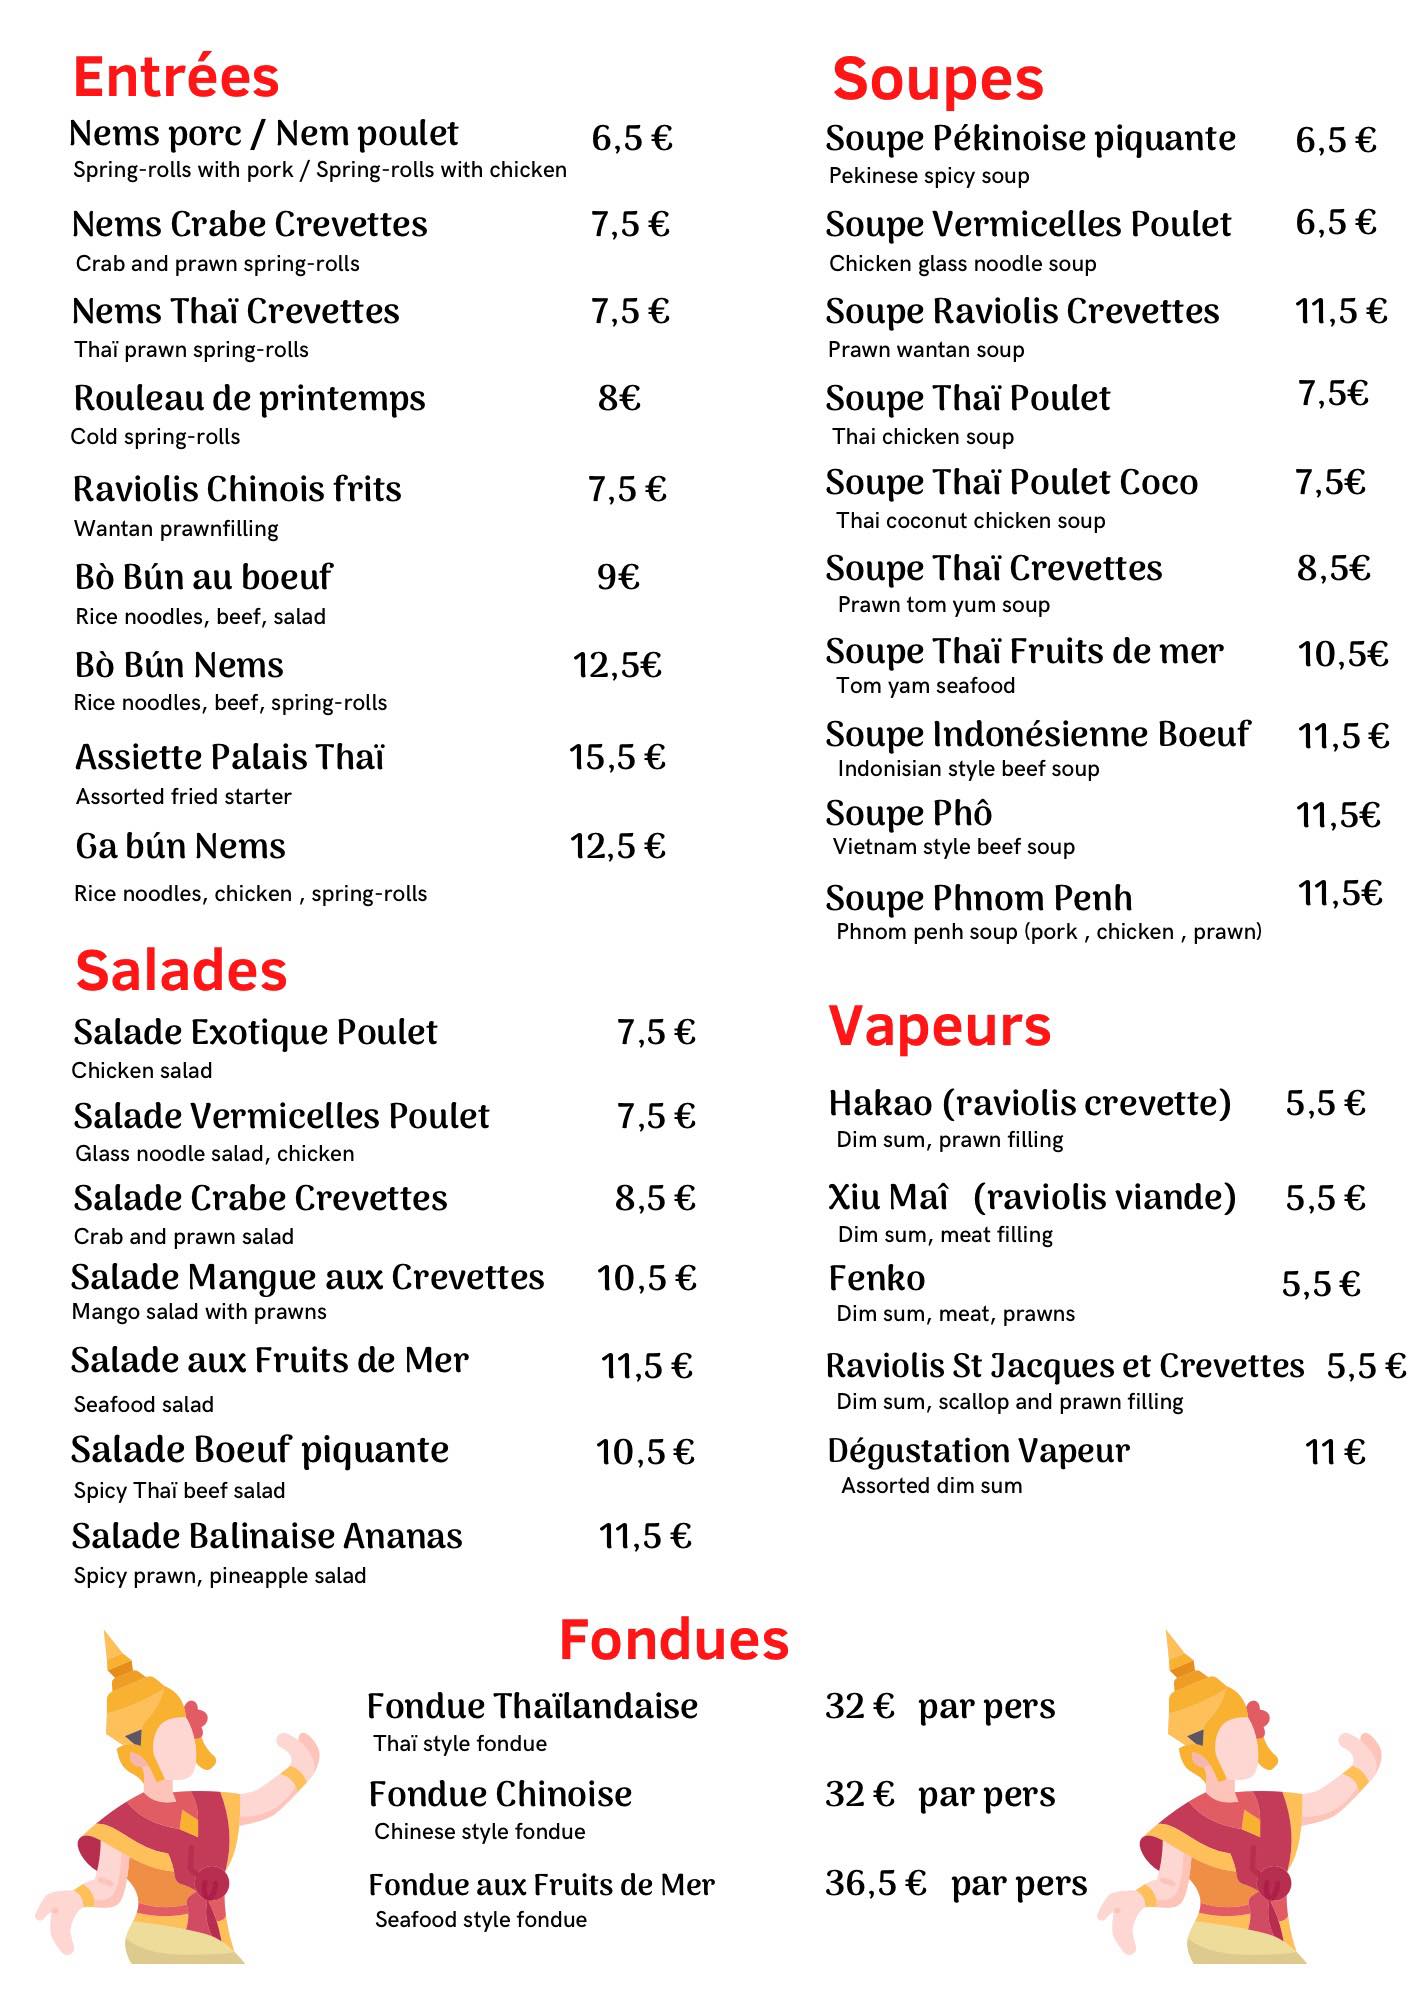 Entrées
Nems porc / Nem poulet 6,5 €
Spring-rolls with pork / Spring-rolls with chicken
Nems Crabe Crevettes 7,5 €
Crab and prawn spring-rolls
Nems Thaï Crevettes 7,5 €
Thaï prawn spring-rolls
Rouleau de printemps 8€
Cold spring-rolls
Raviolis Chinois frits 7,5 €
Wantan prawnfilling
Bò Bún au boeuf 9€
Rice noodles, beef, salad
Bò Bún Nems 12,5€
Rice noodles, beef, spring-rolls
Assiette Palais Thaï 15,5 €
Assorted fried starter
Ga bún Nems 12,5 €
Rice noodles, chicken , spring-rolls
Salades
Salade Exotique Poulet 7,5 €
Chicken salad
Salade Vermicelles Poulet 7,5 €
Glass noodle salad, chicken
Salade Crabe Crevettes 8,5 €
Crab and prawn salad
Salade Mangue aux Crevettes 10,5 €
Mango salad with prawns
Salade aux Fruits de Mer 11,5 €
Seafood salad
Salade Boeuf piquante 10,5 €
Spicy Thaï beef salad
Salade Balinaise Ananas 11,5 €
Spicy prawn, pineapple salad
Soupes
Soupe Pékinoise piquante 6,5 €
Pekinese spicy soup
Soupe Vermicelles Poulet 6,5 €
Chicken glass noodle soup
Soupe Raviolis Crevettes 11,5 €
Prawn wantan soup
Soupe Thaï Poulet 7,5€
Thai chicken soup
Soupe Thaï Poulet Coco 7,5€
Thai coconut chicken soup
Soupe Thaï Crevettes 8,5€
Prawn tom yum soup
Soupe Thaï Fruits de mer 10,5€
Tom yam seafood
Soupe Indonésienne Boeuf 11,5 €
Indonisian style beef soup
Soupe Phô 11,5€
Vietnam style beef soup
Soupe Phnom Penh 11,5€
Phnom penh soup (pork , chicken , prawn)
Vapeurs
Hakao (raviolis crevette) 5,5 €
Dim sum, prawn filling
Xiu Maî (raviolis viande) 5,5 €
Dim sum, meat filling
Fenko 5,5 €
Dim sum, meat, prawns
Raviolis St Jacques et Crevettes 5,5 €
Dim sum, scallop and prawn filling
Dégustation Vapeur 11 €
Assorted dim sum
Fondues
Fondue Thaïlandaise 32 € par pers
Thaï style fondue
Fondue Chinoise 32 € par pers
Chinese style fondue
Fondue aux Fruits de Mer 36,5 € par pers
Seafood style fondue